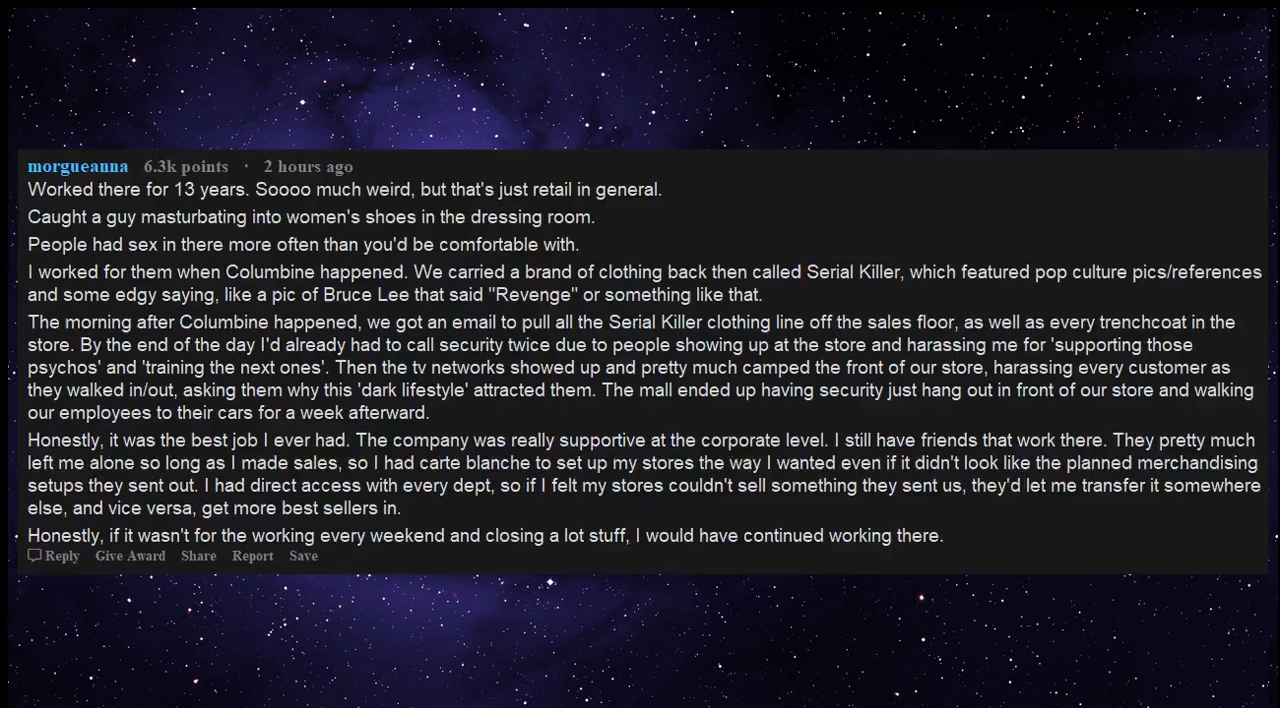 morgueanna 6.3k points · 2 hours ago
Worked there for 13 years. Soooo much weird, but that's just retail in general.
Caught a guy masturbating into women's shoes in the dressing room.
People had sex in there more often than you'd be comfortable with.
I worked for them when Columbine happened. We carried a brand of clothing back then called Serial Killer, which featured pop culture pics/references
and some edgy saying, like a pic of Bruce Lee that said "Revenge" or something like that.
The morning after Columbine happened, we got an email to pull all the Serial Killer clothing line off the sales floor, as well as every trenchcoat in the
store. By the end of the day I'd already had to call security twice due to people showing up at the store and harassing me for 'supporting those
psychos' and 'training the next ones'. Then the tv networks showed up and pretty much camped the front of our store, harassing every customer as
they walked in/out, asking them why this 'dark lifestyle' attracted them. The mall ended up having security just hang out in front of our store and walking
our employees to their cars for a week afterward.
Honestly, it was the best job I ever had. The company was really supportive at the corporate level. I still have friends that work there. They pretty much
left me alone so long as I made sales, so I had carte blanche to set up my stores the way I wanted even if it didn't look like the planned merchandising
setups they sent out. I had direct access with every dept, so if I felt my stores couldn't sell something they sent us, they'd let me transfer it somewhere
else, and vice versa, get more best sellers in.
Honestly, if it wasn't for the working every weekend and closing a lot stuff, I would have continued working there.
Reply Give Award Share Report Save